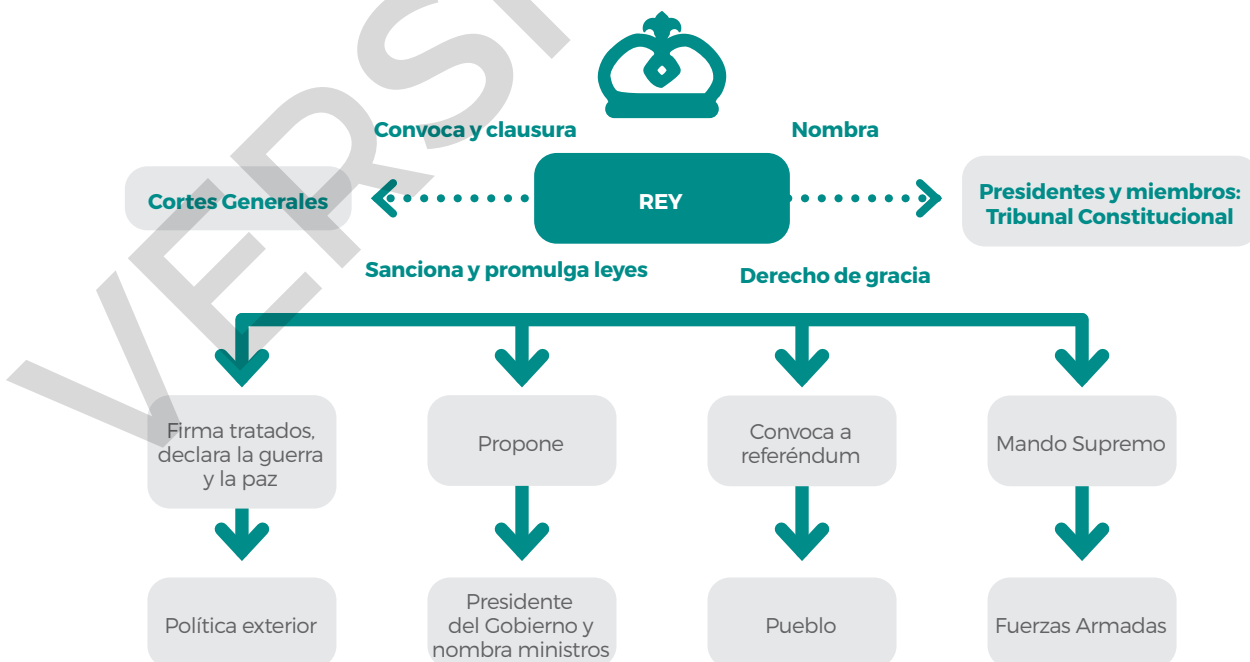 Convoca y clausura
Nombra
Cortes Generales
REY
Presidentes y miembros:
Tribunal Constitucional
Sanciona y promulga leyes
Derecho de gracia
Firma tratados,
declara la guerra
y la paz
Propone
Convoca a
referéndum
Mando Supremo
Política exterior
Presidente
del Gobierno y
nombra ministros
Pueblo
Fuerzas Armadas
VERSI